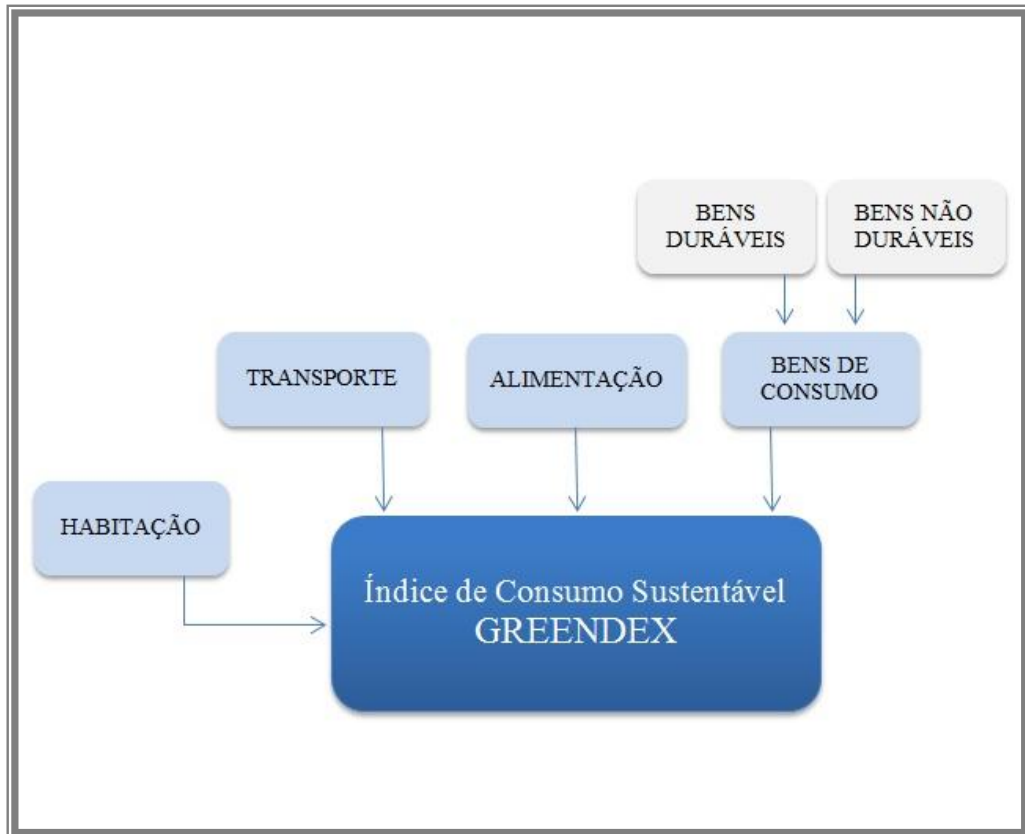 BENS
DURÁVEIS
BENS NÃO
DURÁVEIS
TRANSPORTE
ALIMENTAÇÃO
BENS DE
CONSUMO
HABITAÇÃO
Índice de Consumo Sustentável
GREENDEX